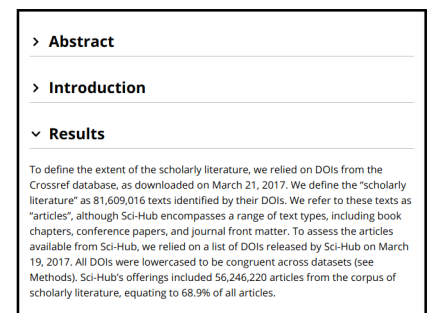 Abstract
Introduction
Results
To define the extent of the scholarly literature, we relied on DOIs from the
Crossref database, as downloaded on March 21, 2017. We define the “scholarly
literature” as 81,609,016 texts identified by their DOIs. We refer to these texts as
“articles”, although Sci-Hub encompasses a range of text types, including book
chapters, conference papers, and journal front matter. To assess the articles
available from Sci-Hub, we relied on a list of DOIs released by Sci-Hub on March
19, 2017. All DOIs were lowercased to be congruent across datasets (see
Methods). Sci-Hub’s offerings included 56,246,220 articles from the corpus of
scholarly literature, equating to 68.9% of all articles.